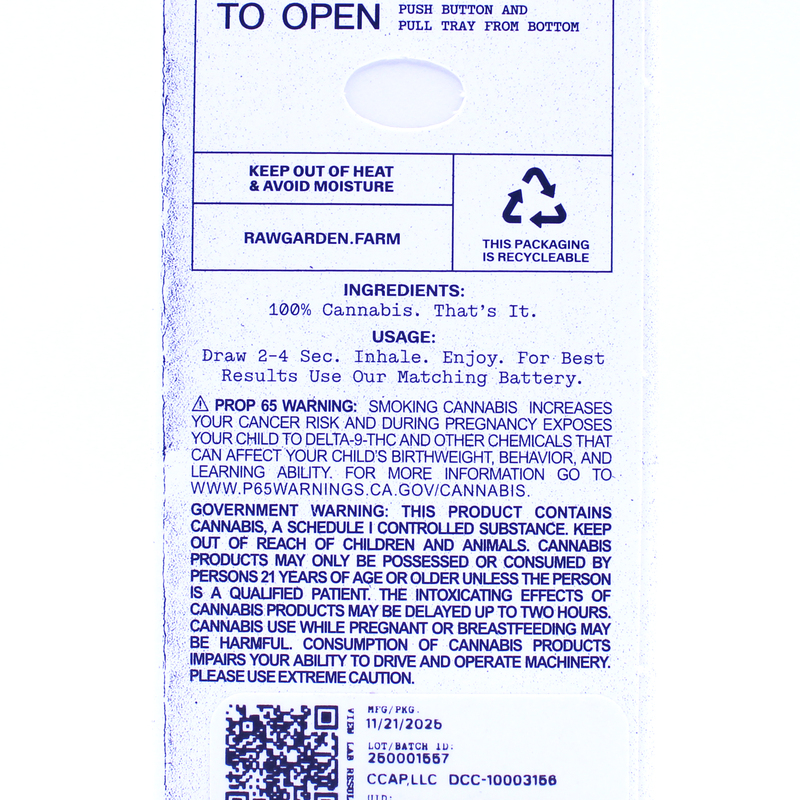 TO OPEN
PUSH BUTTON AND
PULL TRAY FROM BOTTOM
KEEP OUT OF HEAT
& AVOID MOISTURE
RAWGARDEN.FARM
THIS PACKAGING
IS RECYCLEABLE
INGREDIENTS:
100% Cannabis. That's It.
USAGE:
Draw 2-4 Sec. Inhale. Enjoy. For Best
Results Use Our Matching Battery.
⚠ PROP 65 WARNING: SMOKING CANNABIS INCREASES
YOUR CANCER RISK AND DURING PREGNANCY EXPOSES
YOUR CHILD TO DELTA-9-THC AND OTHER CHEMICALS THAT
CAN AFFECT YOUR CHILD'S BIRTHWEIGHT, BEHAVIOR, AND
LEARNING ABILITY. FOR MORE INFORMATION GO TO
WWW.P65WARNINGS.CA.GOV/CANNABIS.
GOVERNMENT WARNING: THIS PRODUCT CONTAINS
CANNABIS, A SCHEDULE I CONTROLLED SUBSTANCE. KEEP
OUT OF REACH OF CHILDREN AND ANIMALS. CANNABIS
PRODUCTS MAY ONLY BE POSSESSED OR CONSUMED BY
PERSONS 21 YEARS OF AGE OR OLDER UNLESS THE PERSON
IS A QUALIFIED PATIENT. THE INTOXICATING EFFECTS OF
CANNABIS PRODUCTS MAY BE DELAYED UP TO TWO HOURS.
CANNABIS USE WHILE PREGNANT OR BREASTFEEDING MAY
BE HARMFUL. CONSUMPTION OF CANNABIS PRODUCTS
IMPAIRS YOUR ABILITY TO DRIVE AND OPERATE MACHINERY.
PLEASE USE EXTREME CAUTION.
VIEW LAB
MFG/PKG:
11/21/2025
LOT/BATCH ID:
250001557
CCAP,LLC DCC-10003156
UID: